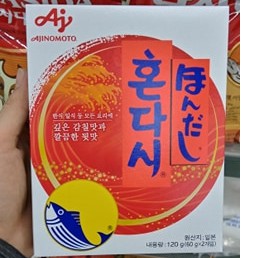 AJINOMOTO
한식 일식 등 모든 요리에
깊은 감칠맛과
깔끔한 뒷맛
혼다시
ほんだし
원산지: 일본
내용량: 120 g(60 g×2개입)